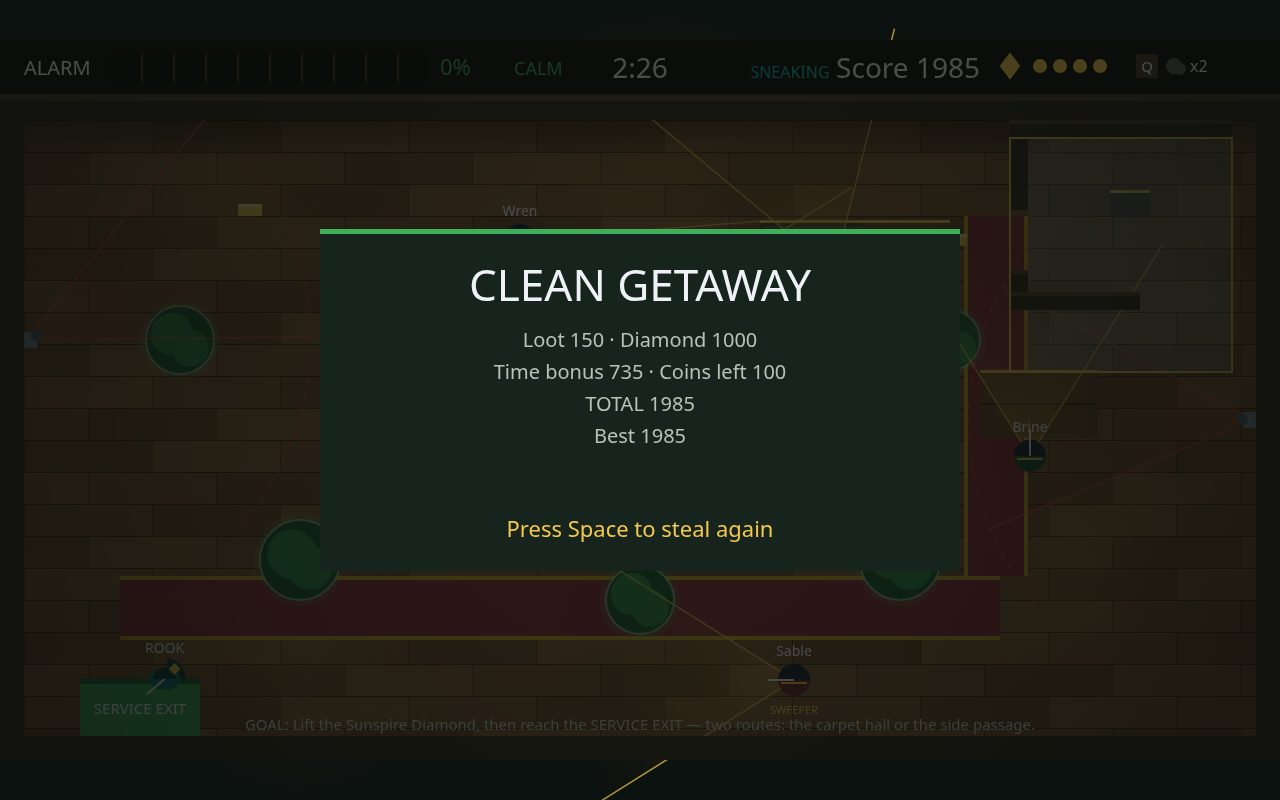 ALARM 0% CALM 2:26 SNEAKING Score 1985 Q x2
Wren
CLEAN GETAWAY
Loot 150 · Diamond 1000
Time bonus 735 · Coins left 100
TOTAL 1985
Best 1985
Brine
Press Space to steal again
ROOK
Sable
SERVICE EXIT
SWEEPER
GOAL: Lift the Sunspire Diamond, then reach the SERVICE EXIT — two routes: the carpet hall or the side passage.